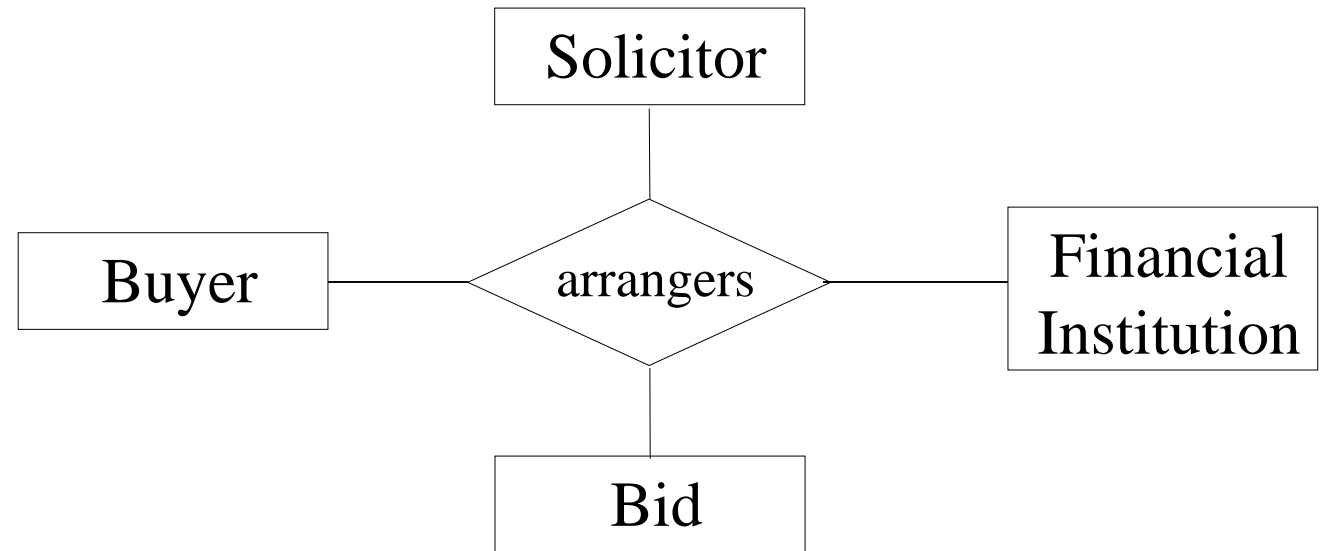 Solicitor
Buyer
arrangers
Financial
Institution
Bid